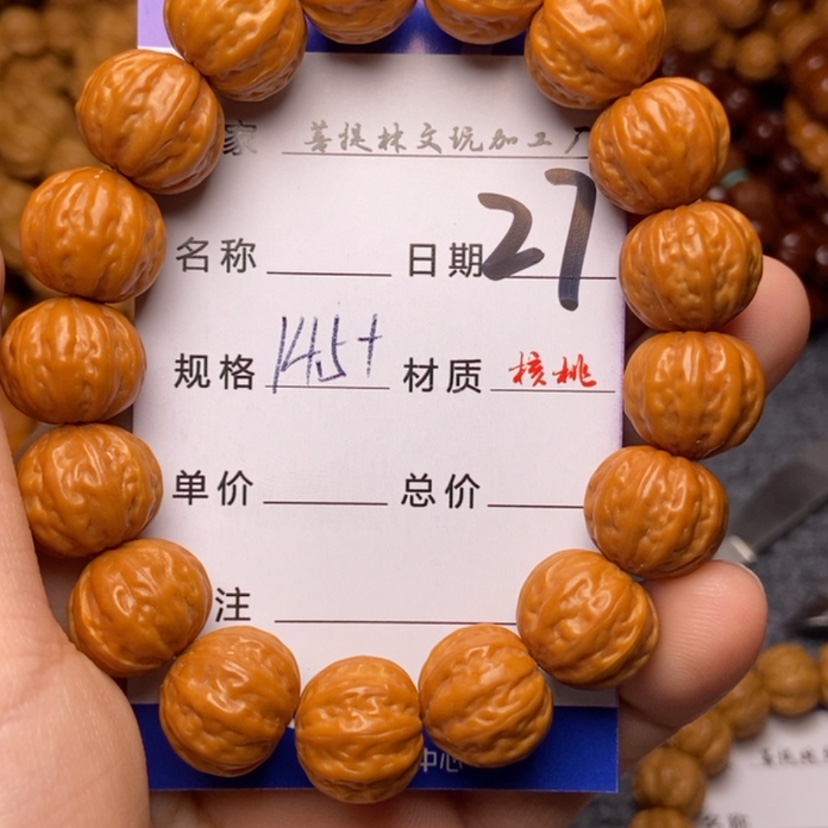 家 菩提林文玩加工厂
名称 日期 27
规格 14.5+ 材质 核桃
单价 总价
注
中心